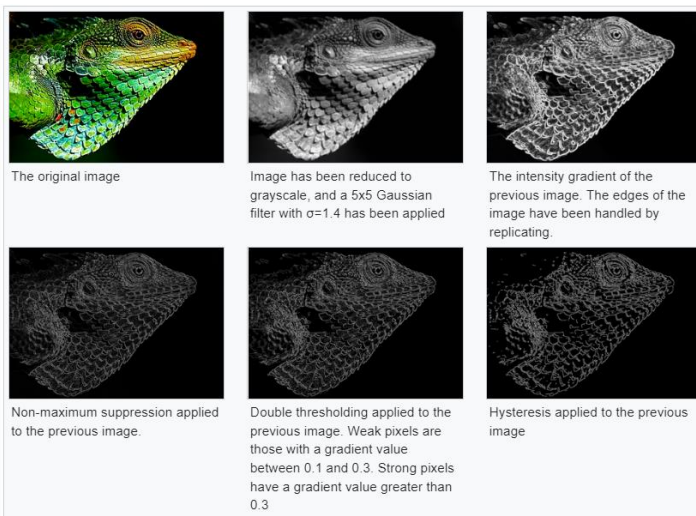 The original image
Image has been reduced to
grayscale, and a 5x5 Gaussian
filter with σ=1.4 has been applied
The intensity gradient of the
previous image. The edges of the
image have been handled by
replicating.
Non-maximum suppression applied
to the previous image.
Double thresholding applied to the
previous image. Weak pixels are
those with a gradient value
between 0.1 and 0.3. Strong pixels
have a gradient value greater than
0.3
Hysteresis applied to the previous
image